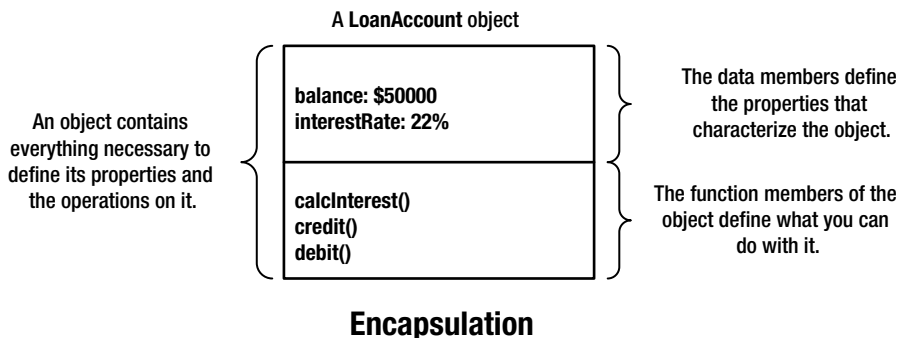 A LoanAccount object
An object contains
everything necessary to
define its properties and
the operations on it.
balance: $50000
interestRate: 22%
calcInterest()
credit()
debit()
The data members define
the properties that
characterize the object.
The function members of the
object define what you can
do with it.
Encapsulation